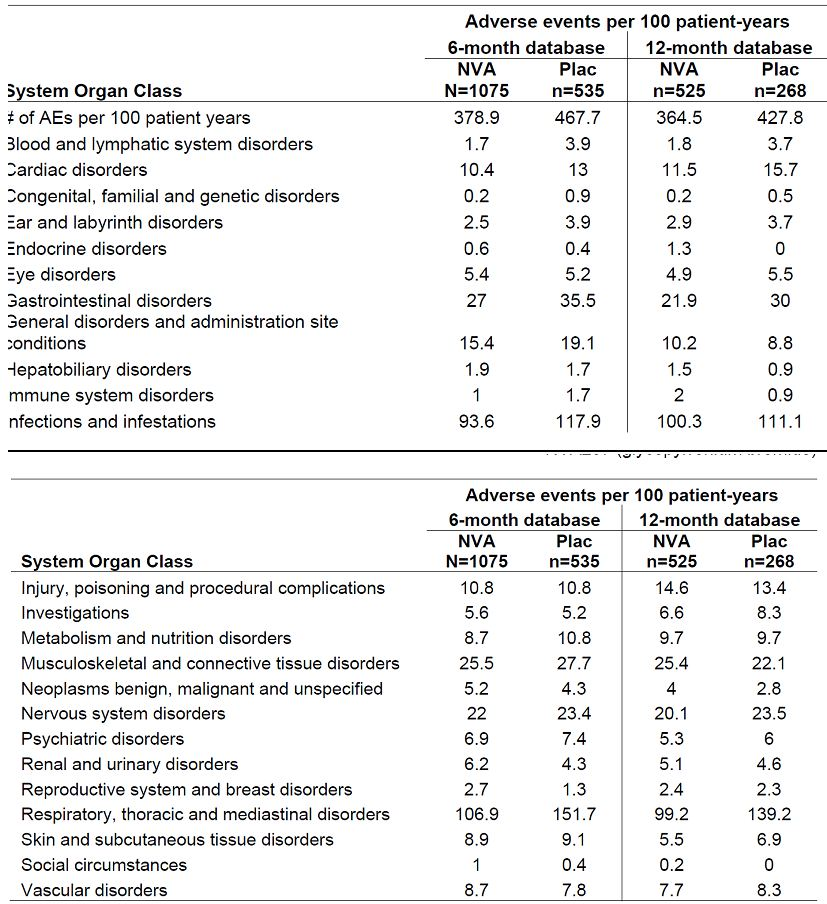 Adverse events per 100 patient-years
6-month database 12-month database
NVA Plac NVA Plac
System Organ Class N=1075 n=535 n=525 n=268
# of AEs per 100 patient years 378.9 467.7 364.5 427.8
Blood and lymphatic system disorders 1.7 3.9 1.8 3.7
Cardiac disorders 10.4 13 11.5 15.7
Congenital, familial and genetic disorders 0.2 0.9 0.2 0.5
Ear and labyrinth disorders 2.5 3.9 2.9 3.7
Endocrine disorders 0.6 0.4 1.3 0
Eye disorders 5.4 5.2 4.9 5.5
Gastrointestinal disorders 27 35.5 21.9 30
General disorders and administration site
conditions 15.4 19.1 10.2 8.8
Hepatobiliary disorders 1.9 1.7 1.5 0.9
mmune system disorders 1 1.7 2 0.9
nfections and infestations 93.6 117.9 100.3 111.1
Adverse events per 100 patient-years
6-month database 12-month database
NVA Plac NVA Plac
System Organ Class N=1075 n=535 n=525 n=268
Injury, poisoning and procedural complications 10.8 10.8 14.6 13.4
Investigations 5.6 5.2 6.6 8.3
Metabolism and nutrition disorders 8.7 10.8 9.7 9.7
Musculoskeletal and connective tissue disorders 25.5 27.7 25.4 22.1
Neoplasms benign, malignant and unspecified 5.2 4.3 4 2.8
Nervous system disorders 22 23.4 20.1 23.5
Psychiatric disorders 6.9 7.4 5.3 6
Renal and urinary disorders 6.2 4.3 5.1 4.6
Reproductive system and breast disorders 2.7 1.3 2.4 2.3
Respiratory, thoracic and mediastinal disorders 106.9 151.7 99.2 139.2
Skin and subcutaneous tissue disorders 8.9 9.1 5.5 6.9
Social circumstances 1 0.4 0.2 0
Vascular disorders 8.7 7.8 7.7 8.3